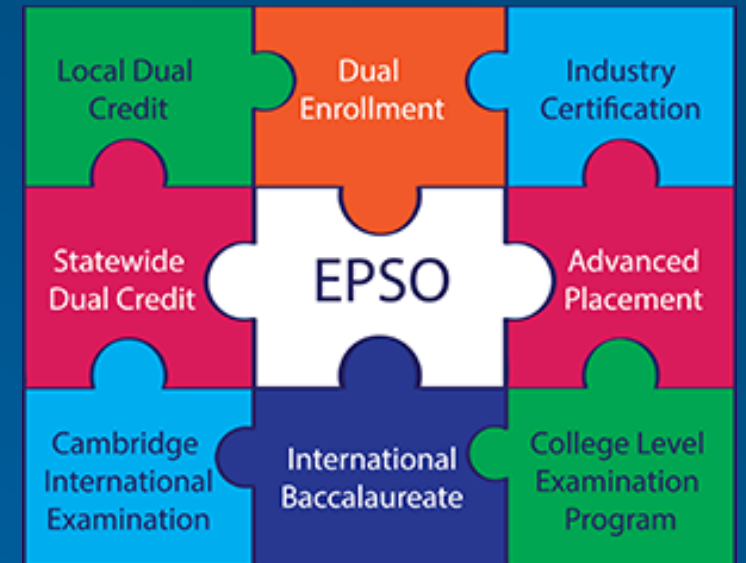 Local Dual
Credit
Dual
Enrollment
Industry
Certification
Statewide
Dual Credit
EPSO
Advanced
Placement
Cambridge
International
Examination
International
Baccalaureate
College Level
Examination
Program